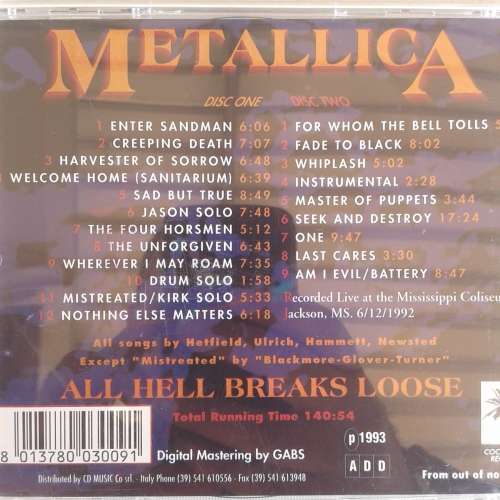 METALLICA
DISC ONE
1 ENTER SANDMAN 6:06
2 CREEPING DEATH 7:07
3 HARVESTER OF SORROW 6:48
WELCOME HOME (SANITARIUM) 6:39
5 SAD BUT TRUE 6:49
6 JASON SOLO 7:48
7 THE FOUR HORSMEN 5:12
8 THE UNFORGIVEN 6:43
9 WHEREVER I MAY ROAM 7:35
10 DRUM SOLO 1:58
11 MISTREATED/KIRK SOLO 5:33
12 NOTHING ELSE MATTERS 6:18
DISC TWO
1 FOR WHOM THE BELL TOLLS 5
2 FADE TO BLACK 8:02
3 WHIPLASH 5:02
4 INSTRUMENTAL 2:28
5 MASTER OF PUPPETS 3:44
6 SEEK AND DESTROY 17:24
7 ONE 9:47
8 LAST CARES 3:30
9 AM I EVIL/BATTERY 8:47
Recorded Live at the Mississippi Coliseu
Jackson, MS. 6/12/1992
All songs by Hetfield, Ulrich, Hammett, Newsted
Except "Mistreated" by "Blackmore-Glover-Turner"
ALL HELL BREAKS LOOSE
Total Running Time 140:54
8 013780 030091
Digital Mastering by GABS
Distributed by CD MUSIC Co srl. - Italy Phone (39) 541 610556 - Fax (39) 541 613948
p 1993
A D D
COC
REC
From out of no